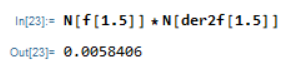 In[23]:= N[f[1.5]] * N[der2f[1.5]]
Out[23]= 0.0058406